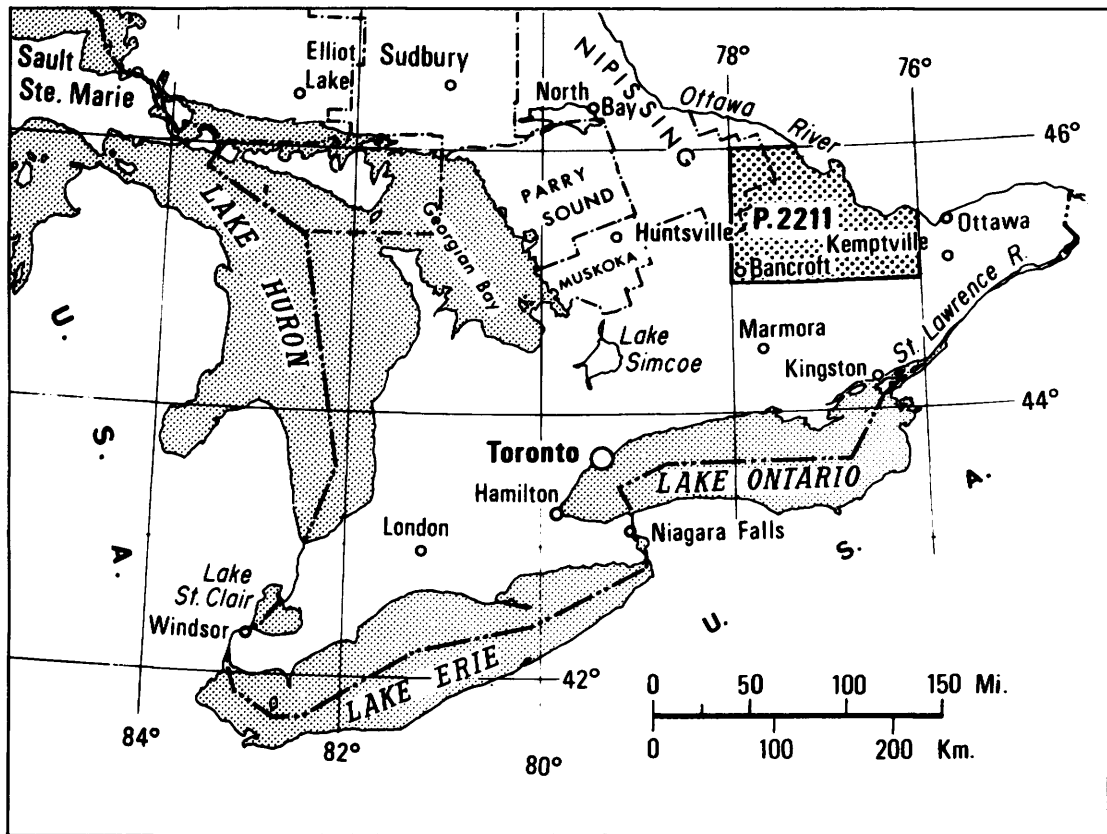 Sault
Ste. Marie
Elliot
Lake
Sudbury
North
Bay
NIPISSING
78°
76°
Ottawa
River
46°
PARRY
SOUND
P. 2211
Huntsville
Kemptville
Ottawa
MUSKOKA
Bancroft
LAKE
HURON
Georgian Bay
Lake
Simcoe
Marmora
Kingston
St. Lawrence R.
44°
U. S. A.
Toronto
Hamilton
LAKE ONTARIO
Niagara Falls
London
Lake
St. Clair
Windsor
LAKE ERIE
42°
U. S. A.
84°
82°
80°
0 50 100 150 Mi.
0 100 200 Km.